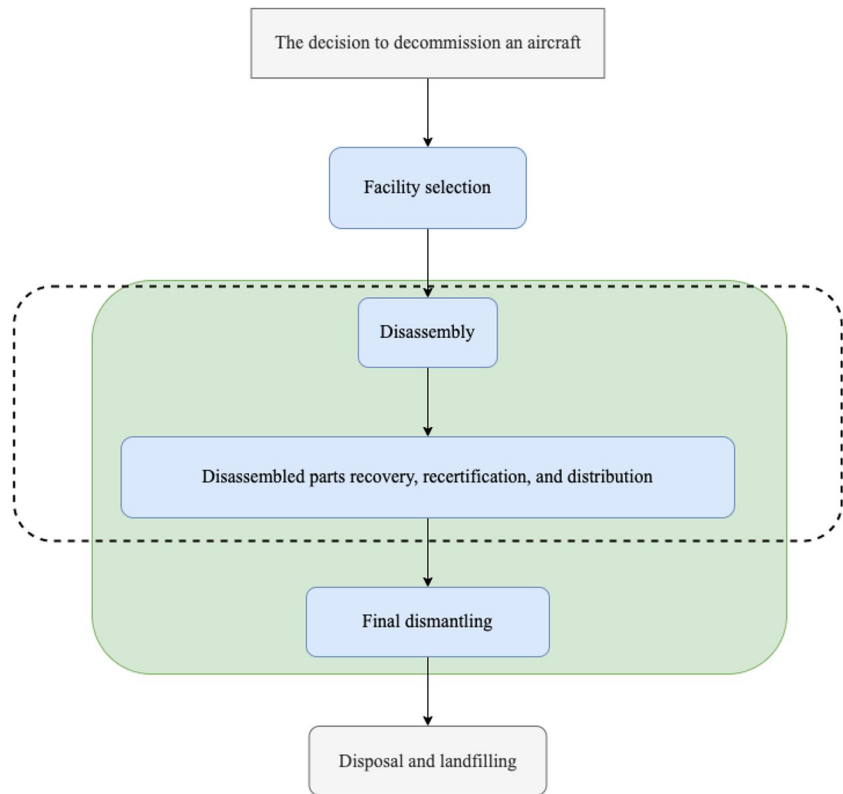 The decision to decommission an aircraft
Facility selection
Disassembly
Disassembled parts recovery, recertification, and distribution
Final dismantling
Disposal and landfilling